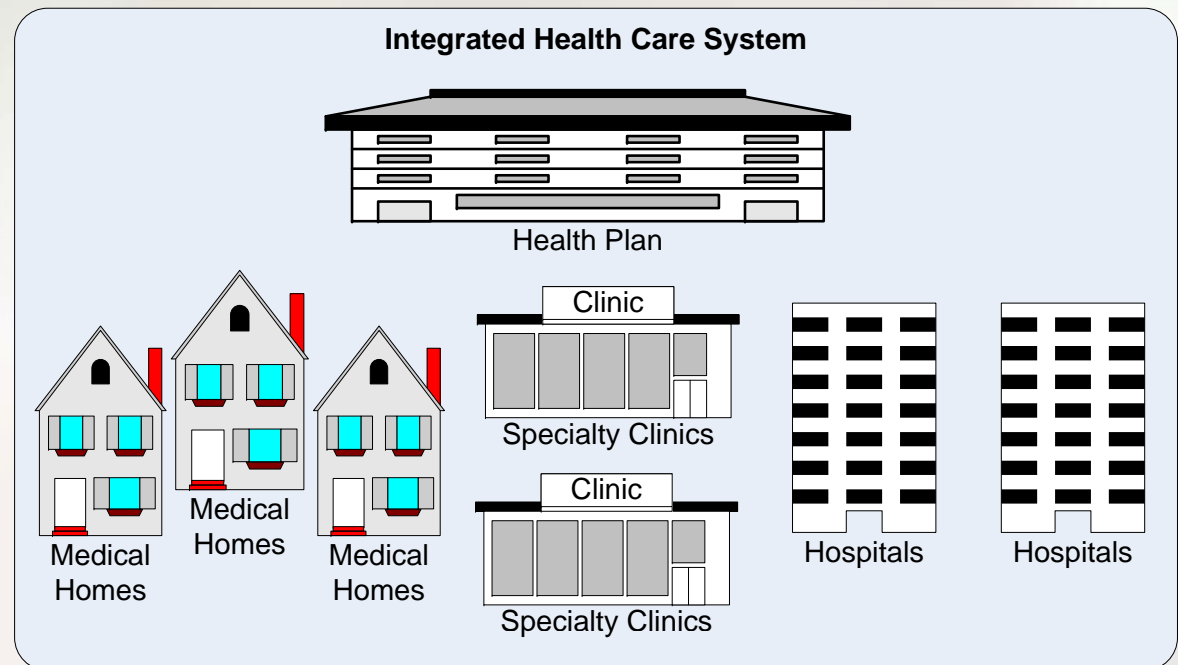 Integrated Health Care System
Health Plan
Clinic
Specialty Clinics
Medical
Homes
Medical
Homes
Medical
Homes
Clinic
Specialty Clinics
Hospitals
Hospitals